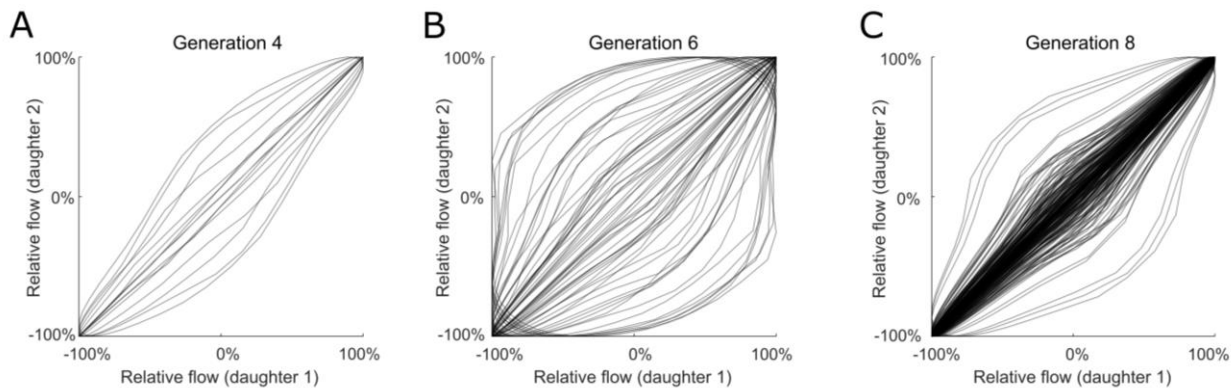 A
Generation 4
100%
0%
-100%
Relative flow (daughter 2)
-100%
0%
100%
Relative flow (daughter 1)
B
Generation 6
100%
0%
-100%
Relative flow (daughter 2)
-100%
0%
100%
Relative flow (daughter 1)
C
Generation 8
100%
0%
-100%
Relative flow (daughter 2)
-100%
0%
100%
Relative flow (daughter 1)